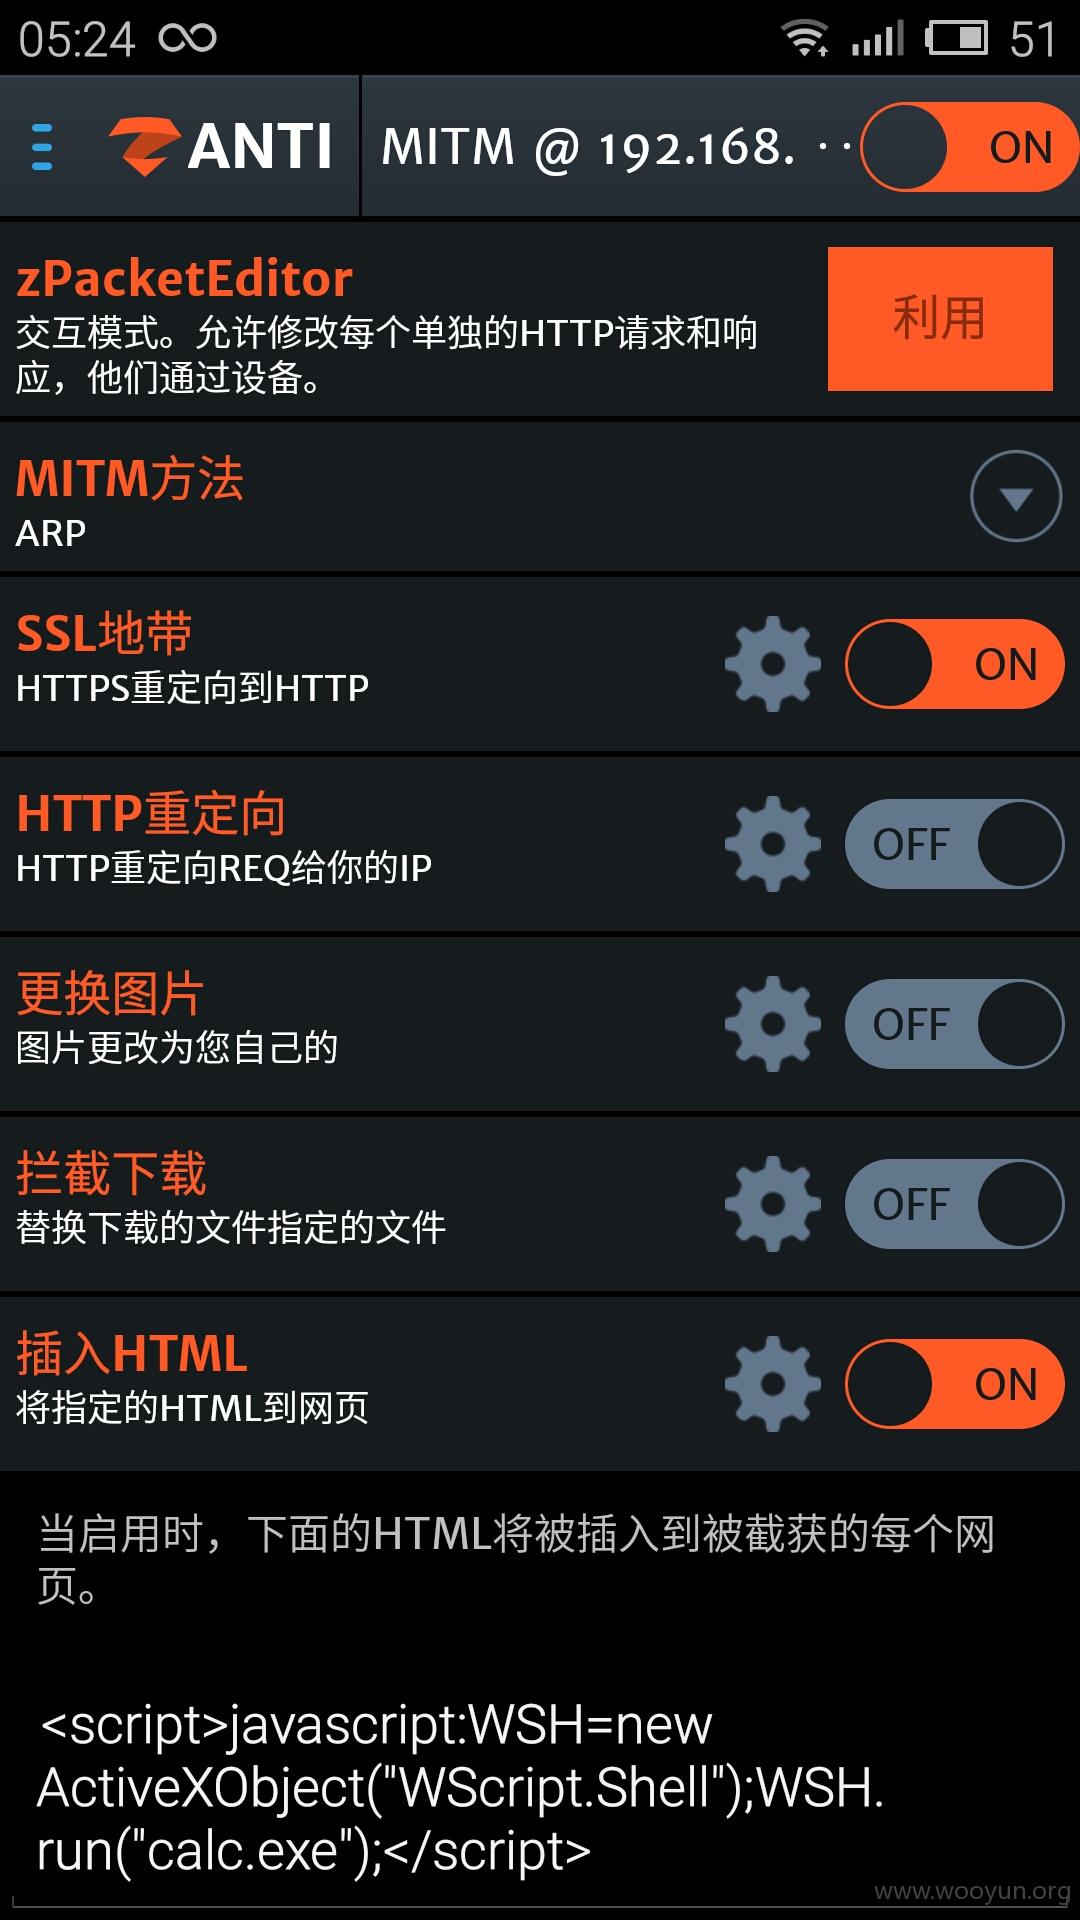 05:24 51
ANTI MITM @ 192.168. ·· ON
zPacketEditor
交互模式。允许修改每个单独的HTTP请求和响
应，他们通过设备。
利用
MITM方法
ARP
SSL地带
HTTPS重定向到HTTP
ON
HTTP重定向
HTTP重定向REQ给你的IP
OFF
更换图片
图片更改为您自己的
OFF
拦截下载
替换下载的文件指定的文件
OFF
插入HTML
将指定的HTML到网页
ON
当启用时，下面的HTML将被插入到被截获的每个网
页。
<script>javascript:WSH=new
ActiveXObject("WScript.Shell");WSH.
run("calc.exe");</script>
www.wooyun.org